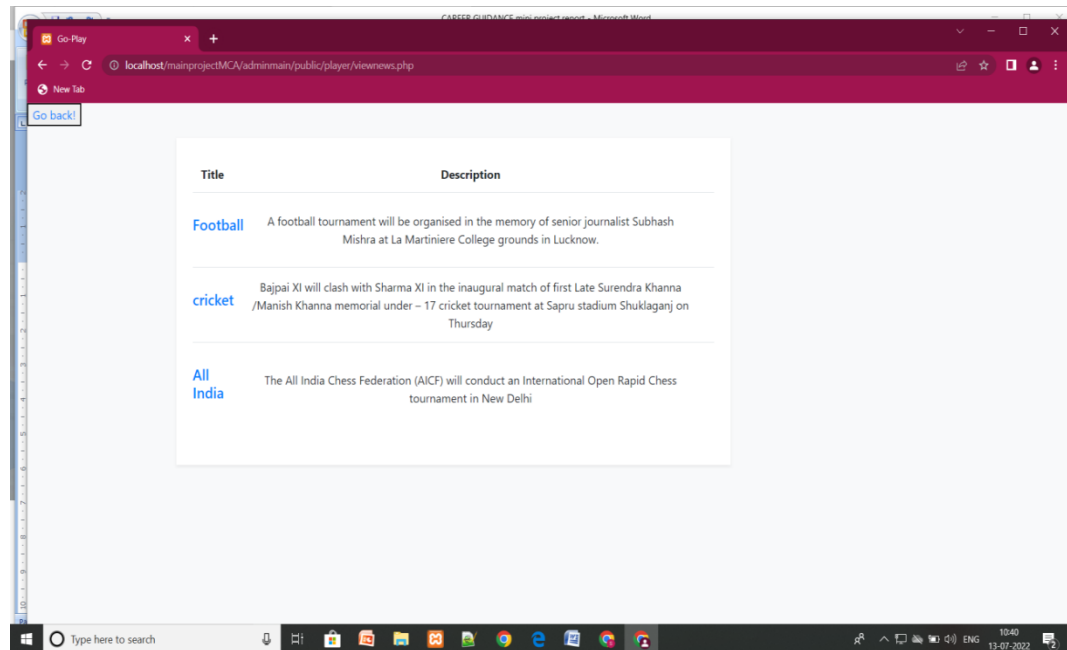 CAREER GUIDANCE mini project report - Microsoft Word
Go-Play
localhost/mainprojectMCA/adminmain/public/player/viewnews.php
New Tab
Go back!
Title Description
Football
A football tournament will be organised in the memory of senior journalist Subhash
Mishra at La Martiniere College grounds in Lucknow.
cricket
Bajpai XI will clash with Sharma XI in the inaugural match of first Late Surendra Khanna
/Manish Khanna memorial under – 17 cricket tournament at Sapru stadium Shuklaganj on
Thursday
All
India
The All India Chess Federation (AICF) will conduct an International Open Rapid Chess
tournament in New Delhi
Type here to search
ENG
10:40
13-07-2022
2